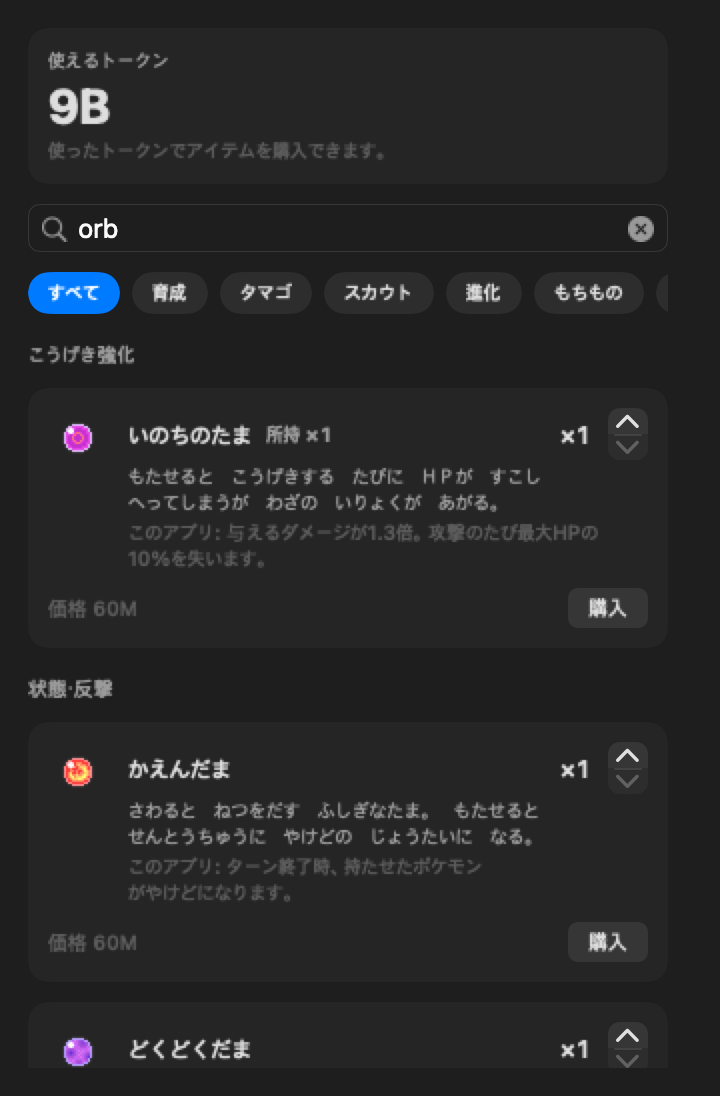 使えるトークン
9B
使ったトークンでアイテムを購入できます。
orb
すべて
育成
タマゴ
スカウト
進化
もちもの
こうげき強化
いのちのたま 所持 ×1
×1
もたせると こうげきする たびに HPが すこし
へってしまうが わざの いりょくが あがる。
このアプリ: 与えるダメージが1.3倍。攻撃のたび最大HPの
10%を失います。
価格 60M
購入
状態·反撃
かえんだま
×1
さわると ねつをだす ふしぎなたま。 もたせると
せんとうちゅうに やけどの じょうたいに なる。
このアプリ: ターン終了時、持たせたポケモン
がやけどになります。
価格 60M
購入
どくどくだま
×1